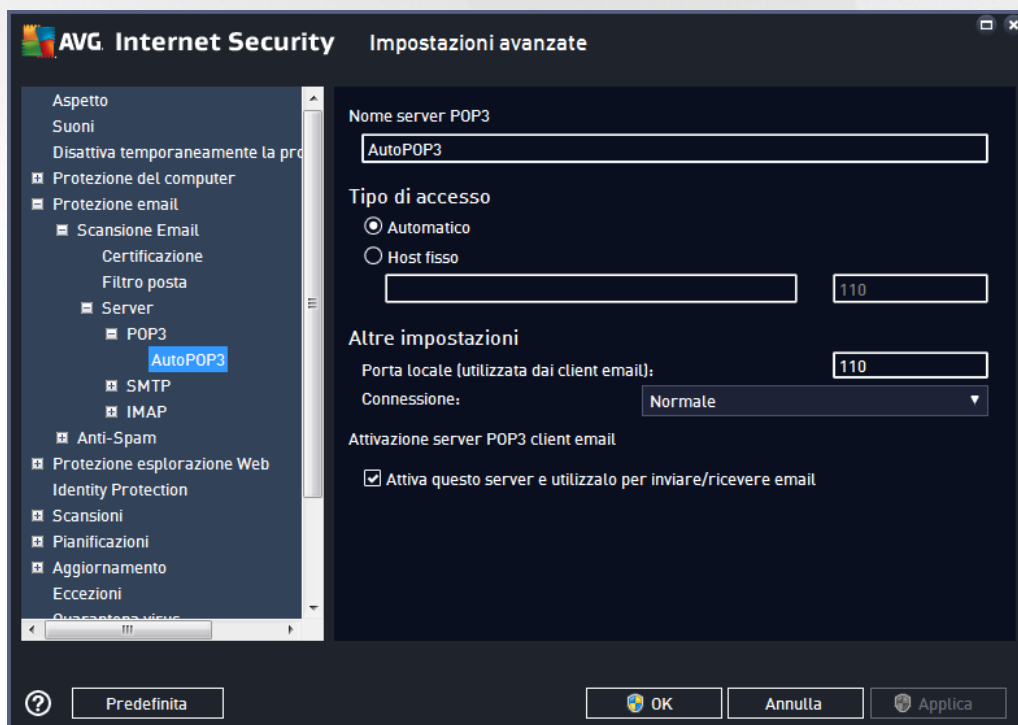 AVG. Internet Security Impostazioni avanzate
Aspetto
Suoni
Disattiva temporaneamente la pro
Protezione del computer
Protezione email
Scansione Email
Certificazione
Filtro posta
Server
POP3
AutoPOP3
SMTP
IMAP
Anti-Spam
Protezione esplorazione Web
Identity Protection
Scansioni
Pianificazioni
Aggiornamento
Eccezioni
Quarantena virus
Nome server POP3
AutoPOP3
Tipo di accesso
Automatico
Host fisso
110
Altre impostazioni
Porta locale (utilizzata dai client email): 110
Connessione: Normale
Attivazione server POP3 client email
Attiva questo server e utilizzalo per inviare/ricevere email
? Predefinita OK Annulla Applica